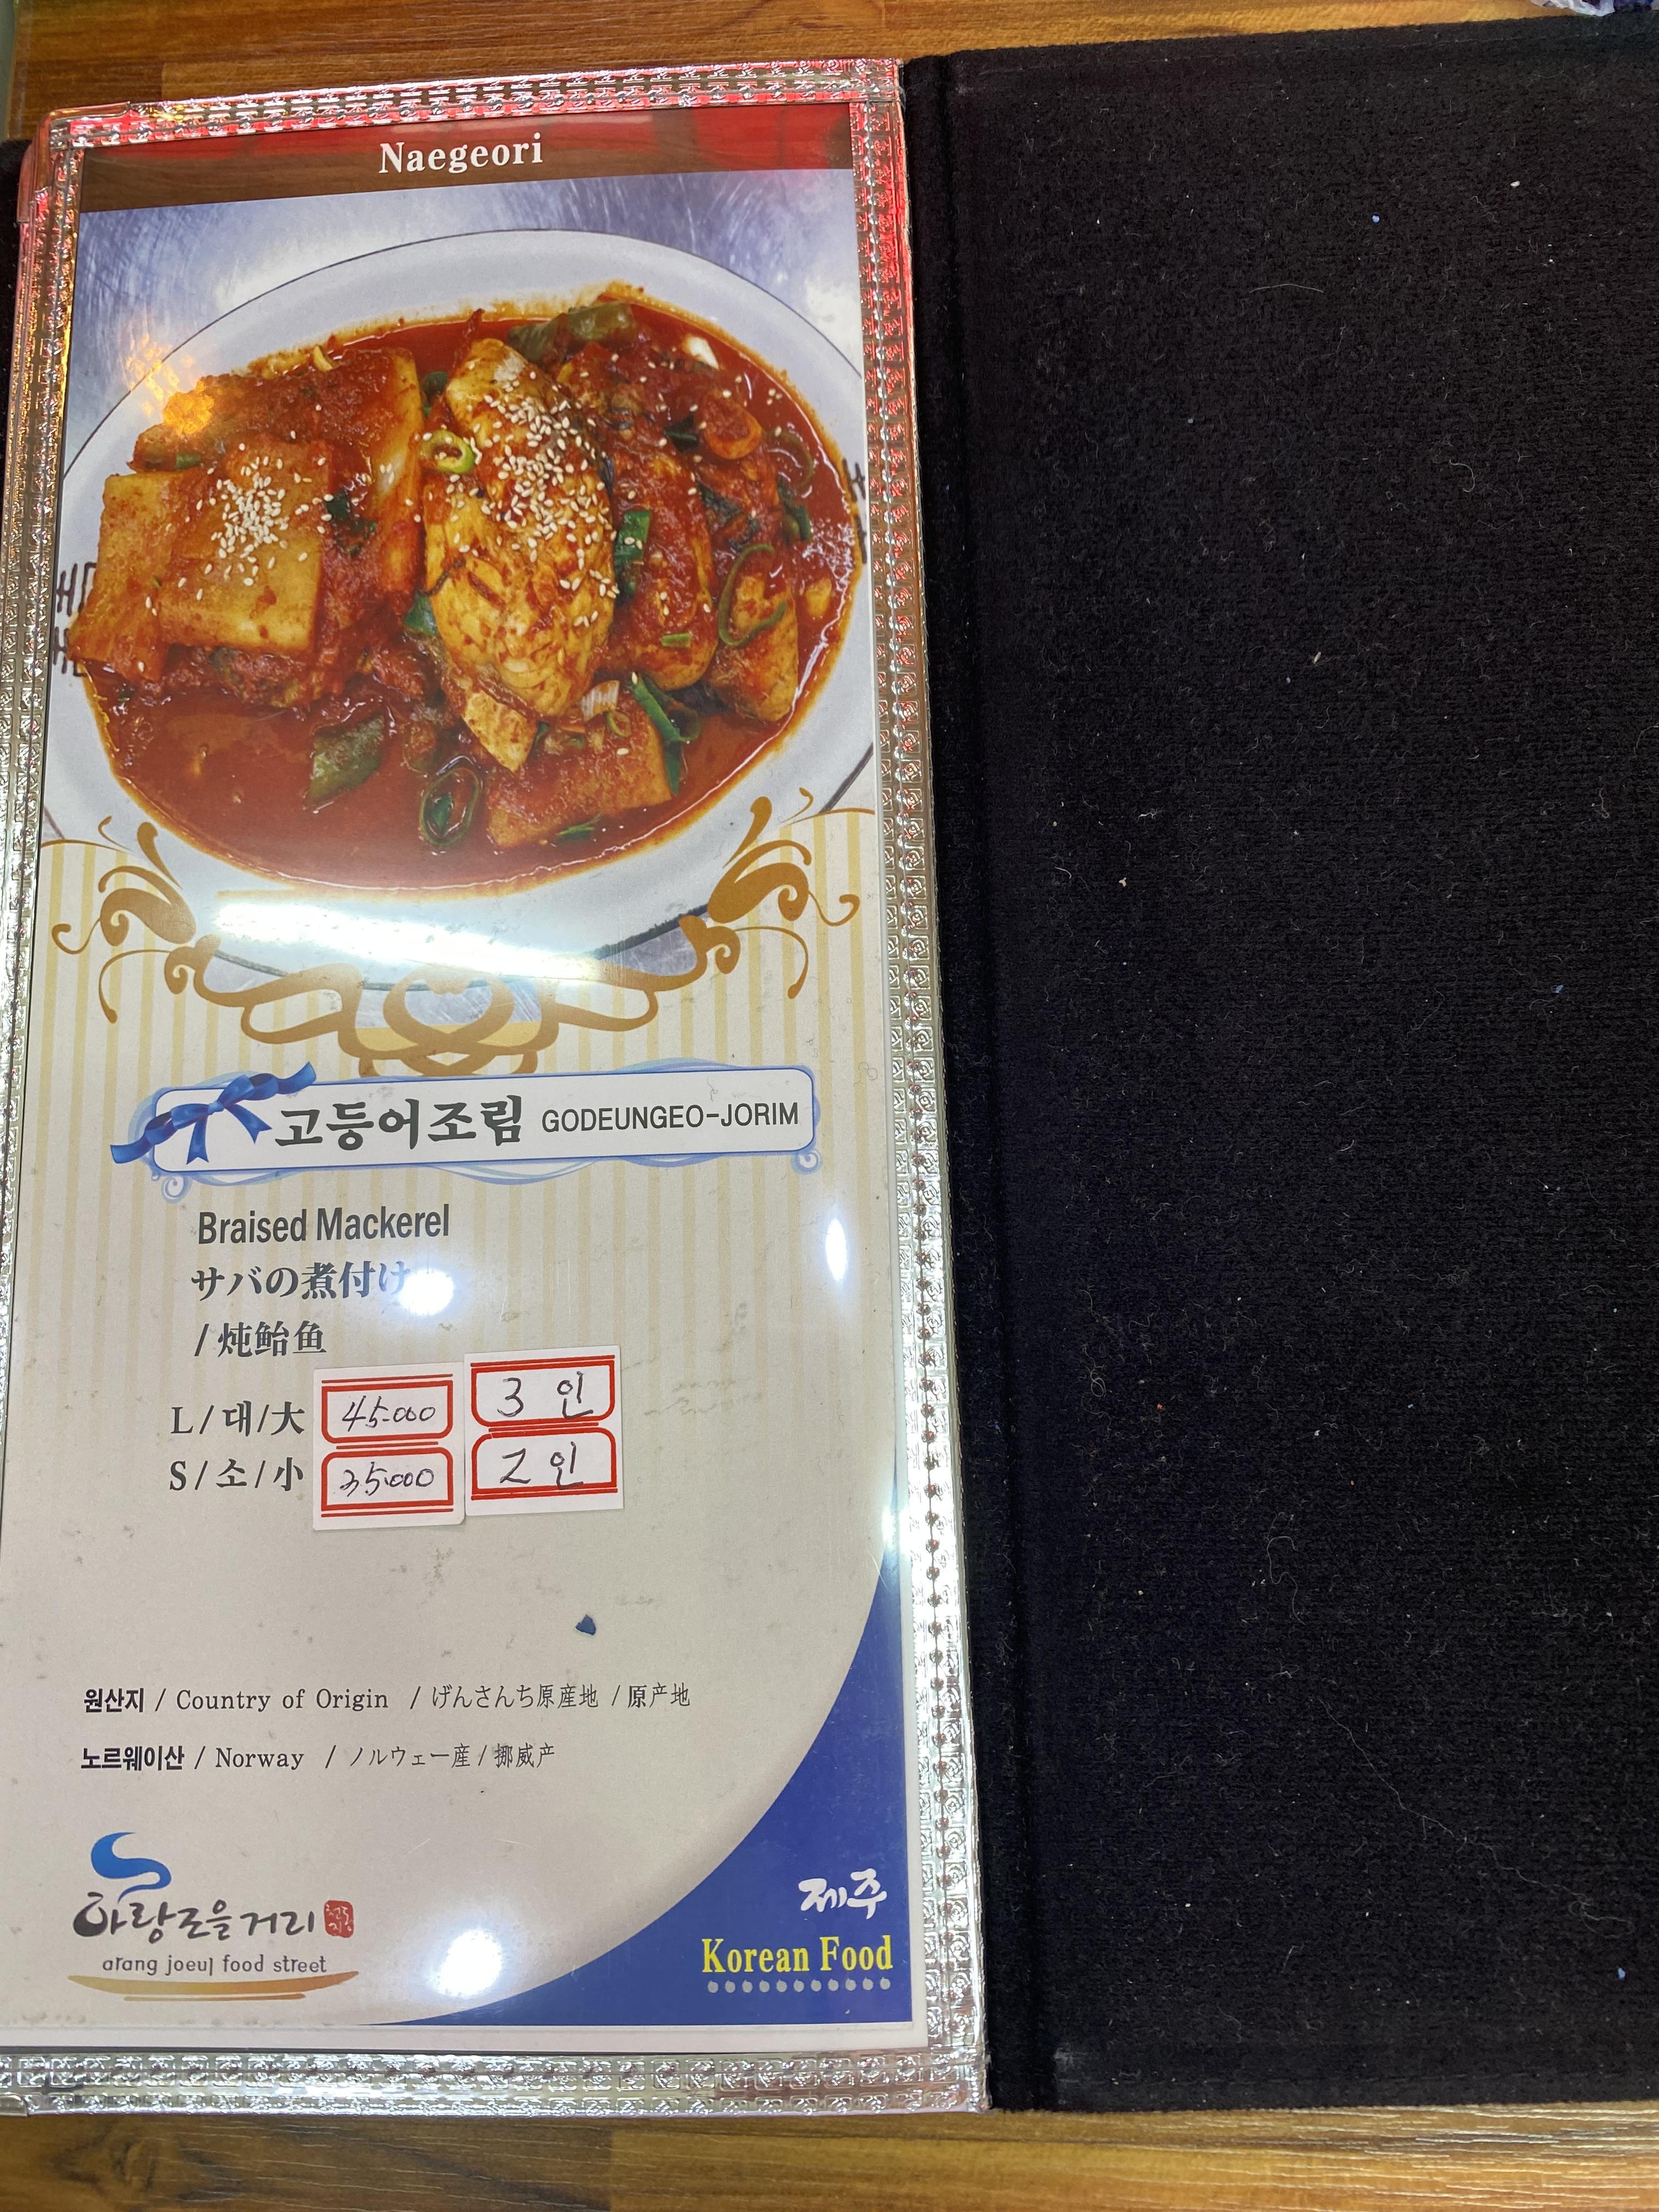 Naegeori
고등어조림 GODEUNGEO-JORIM
Braised Mackerel
サバの煮付け
/ 炖鲐鱼
L / 대 / 大 45.000 3 인
S / 소 / 小 35.000 2 인
원산지 / Country of Origin / げんさんち原産地 / 原产地
노르웨이산 / Norway / ノルウェー産 / 挪威产
아랑조을거리
arang joeul food street
제주
Korean Food